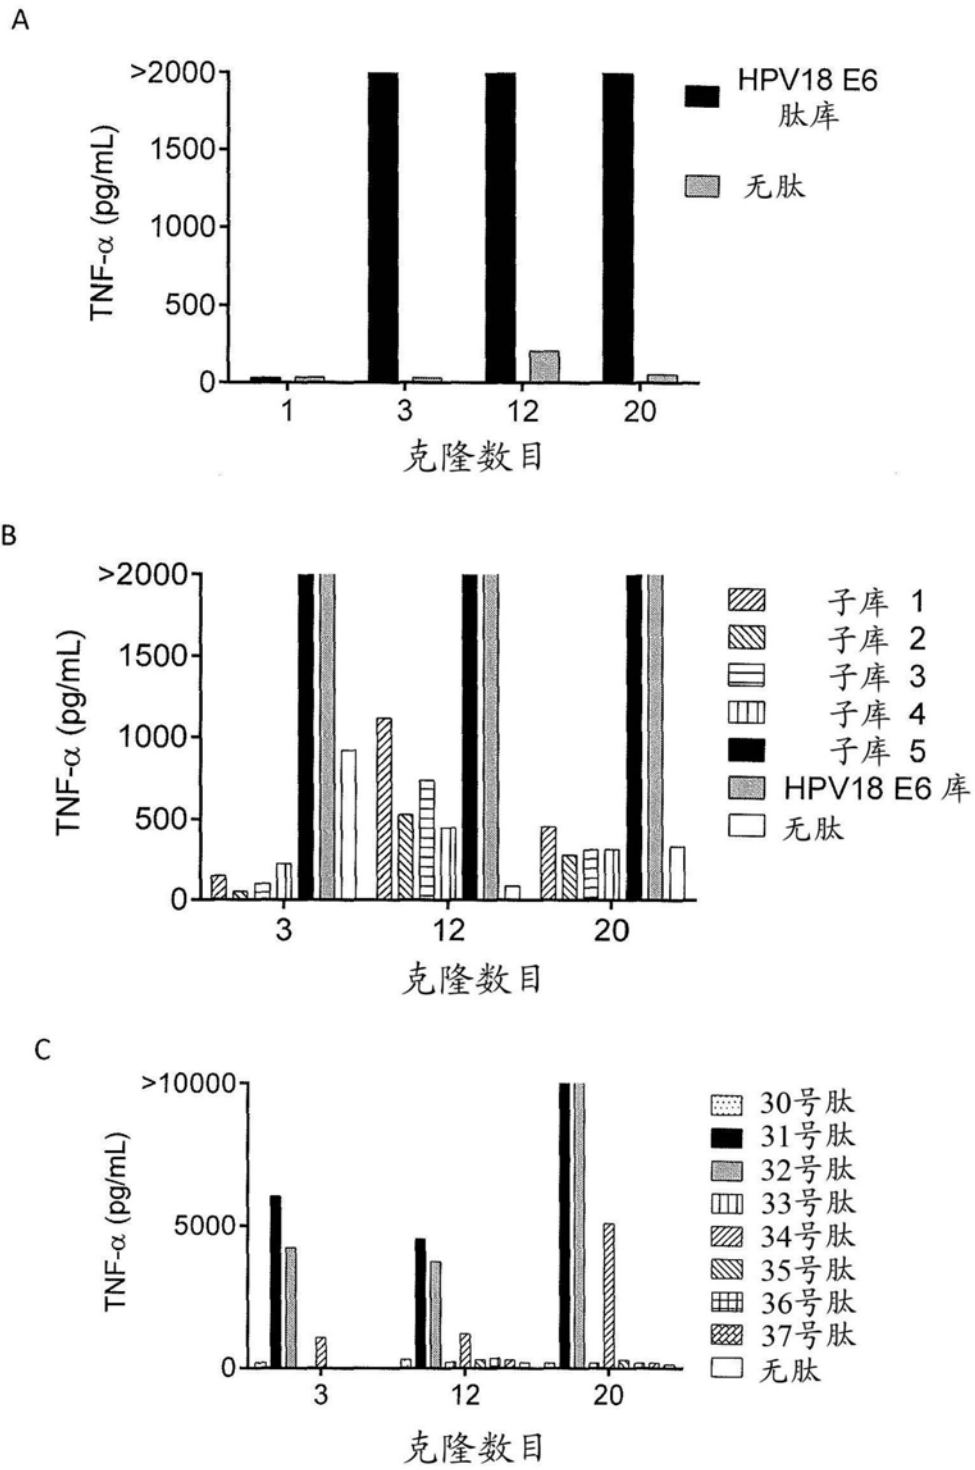 A
>2000
1500
1000
500
0
TNF-α (pg/mL)
1 3 12 20
克隆数目
HPV18 E6
肽库
无肽
B
>2000
1500
1000
500
0
TNF-α (pg/mL)
3 12 20
克隆数目
子库 1
子库 2
子库 3
子库 4
子库 5
HPV18 E6 库
无肽
C
>10000
5000
0
TNF-α (pg/mL)
3 12 20
克隆数目
30号肽
31号肽
32号肽
33号肽
34号肽
35号肽
36号肽
37号肽
无肽